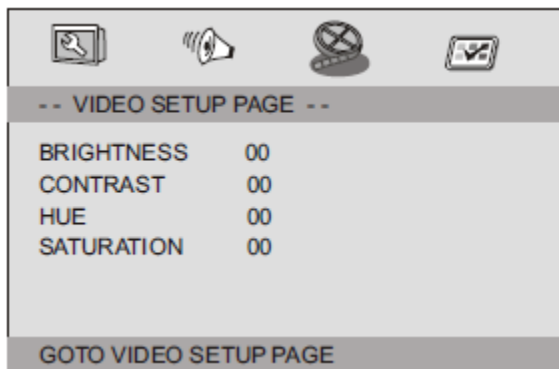 -- VIDEO SETUP PAGE --
BRIGHTNESS 00
CONTRAST 00
HUE 00
SATURATION 00
GOTO VIDEO SETUP PAGE